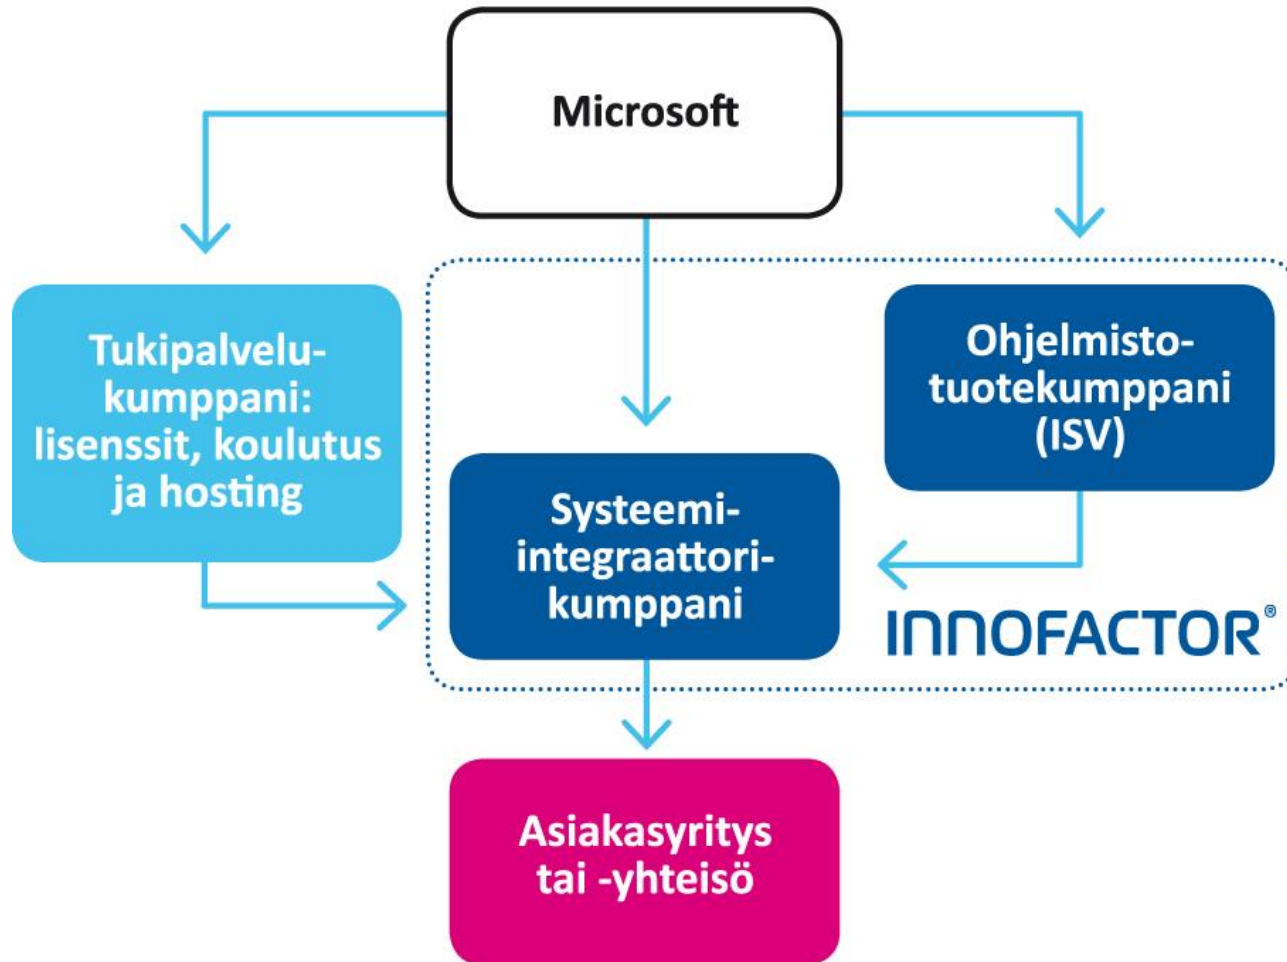 Microsoft
Tukipalvelu-
kumppani:
lisenssit, koulutus
ja hosting
Ohjelmisto-
tuotekumppani
(ISV)
Systeemi-
integraattori-
kumppani
INNOFACTOR®
Asiakasyritys
tai -yhteisö